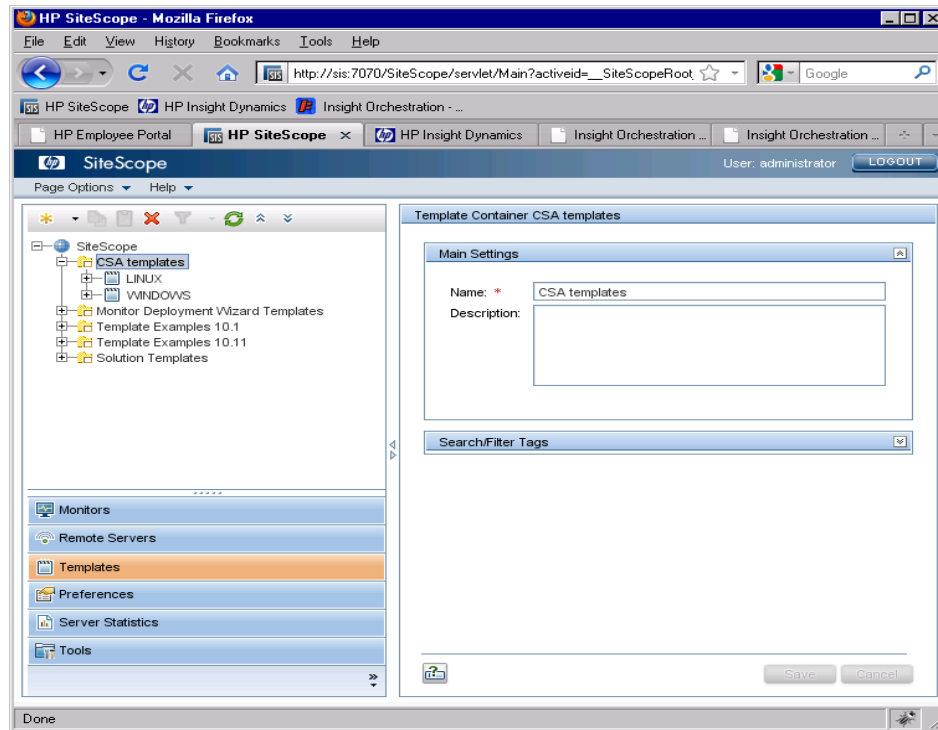 HP SiteScope - Mozilla Firefox
File Edit View History Bookmarks Tools Help
SIS http://sis:7070/SiteScope/servlet/Main?activeid=__SiteScopeRoot Google
SIS HP SiteScope HP Insight Dynamics Insight Orchestration - ...
HP Employee Portal SIS HP SiteScope HP Insight Dynamics Insight Orchestration ... Insight Orchestration ...
SiteScope User: administrator LOGOUT
Page Options Help
Template Container CSA templates
SiteScope
CSA templates
LINUX
WINDOWS
Monitor Deployment Wizard Templates
Template Examples 10.1
Template Examples 10.11
Solution Templates
Main Settings
Name: * CSA templates
Description:
Search/Filter Tags
Monitors
Remote Servers
Templates
Preferences
Server Statistics
Tools
Save Cancel
Done